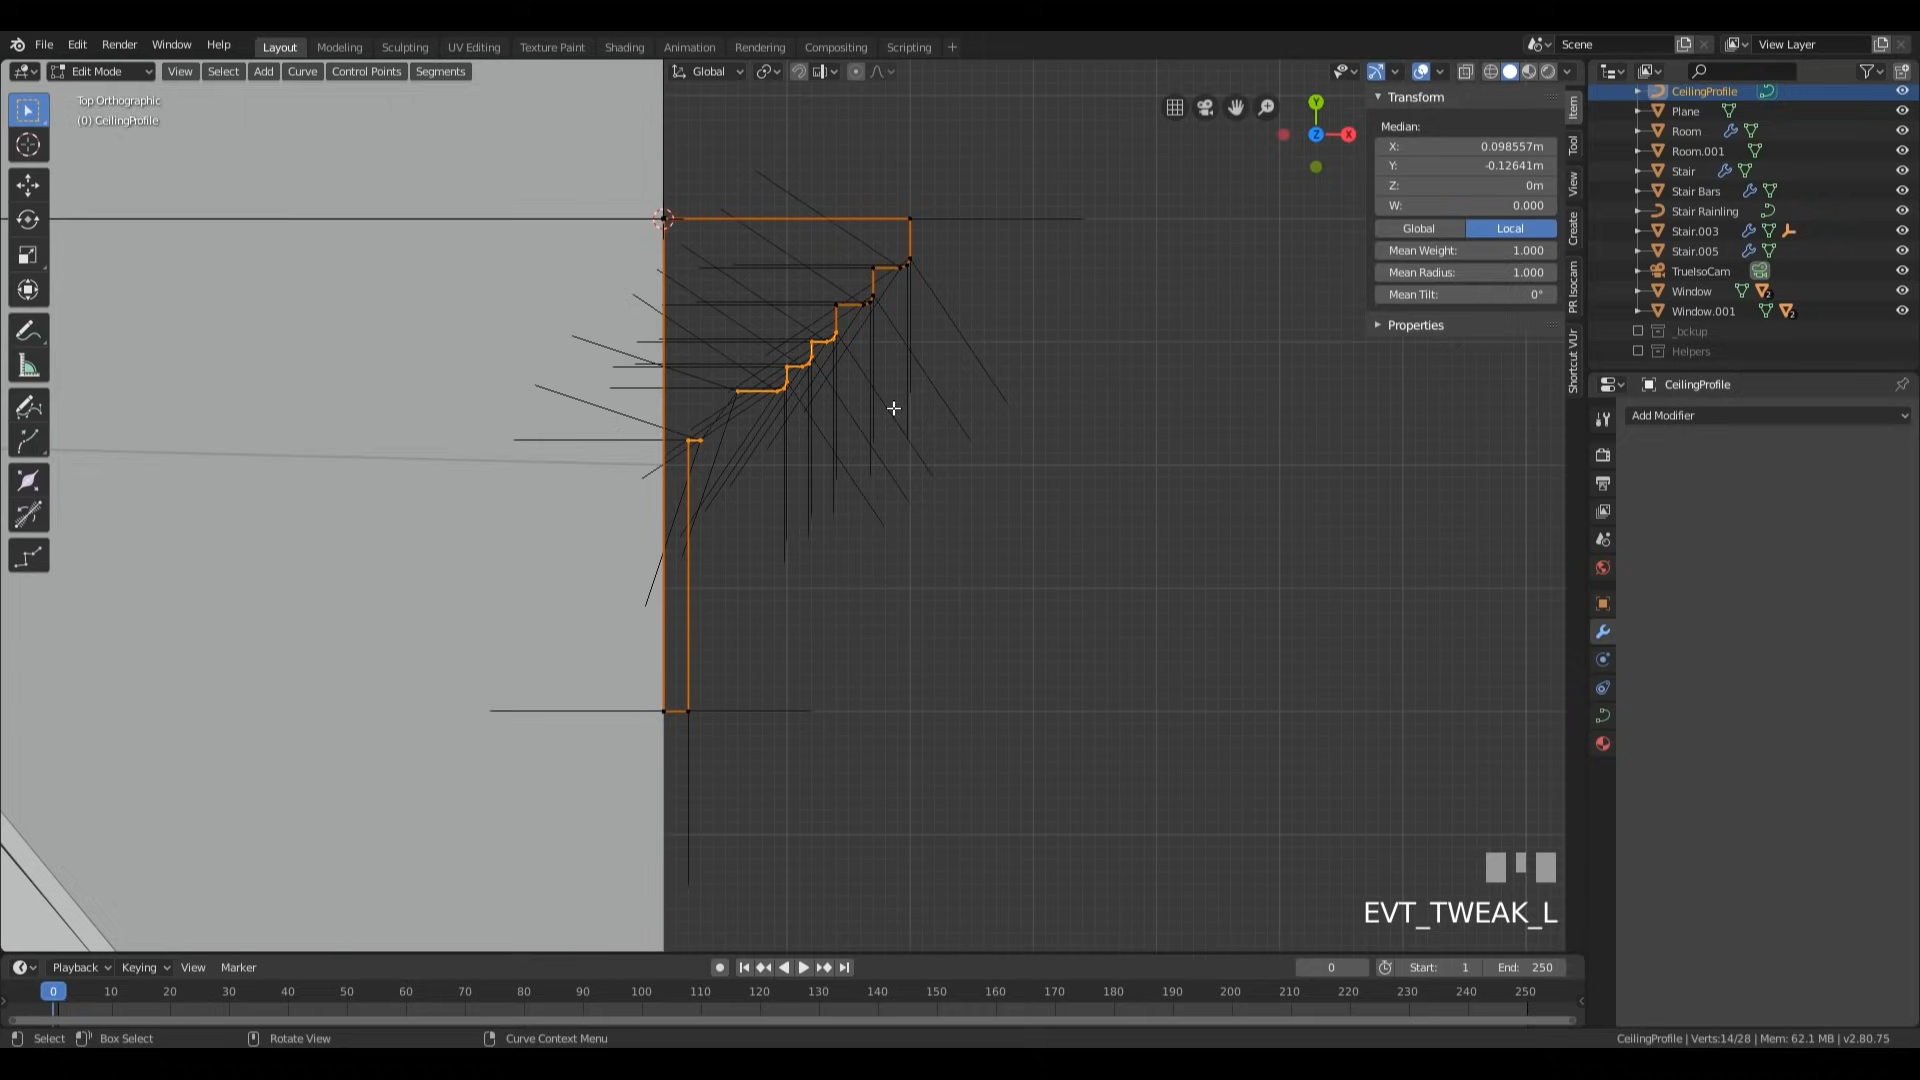 File Edit Render Window Help Layout Modeling Sculpting UV Editing Texture Paint Shading Animation Rendering Compositing Scripting + Scene View Layer
Edit Mode View Select Add Curve Control Points Segments Global
Top Orthographic
(0) CeilingProfile
Y
Z
X
Transform
Median:
X: 0.098557m
Y: -0.12641m
Z: 0m
W: 0.000
Global Local
Mean Weight: 1.000
Mean Radius: 1.000
Mean Tilt: 0°
Properties
Item
Tool
View
Create
PR Isocam
Shortcut VUr
CeilingProfile
Plane
Room
Room.001
Stair
Stair Bars
Stair Rainling
Stair.003
Stair.005
TrueIsoCam
Window 2
Window.001 2
_bckup
Helpers
CeilingProfile
Add Modifier
EVT_TWEAK_L
Playback Keying View Marker 0 Start: 1 End: 250
0 10 20 30 40 50 60 70 80 90 100 110 120 130 140 150 160 170 180 190 200 210 220 230 240 250
Select Box Select Rotate View Curve Context Menu CeilingProfile | Verts:14/28 | Mem: 62.1 MB | v2.80.75